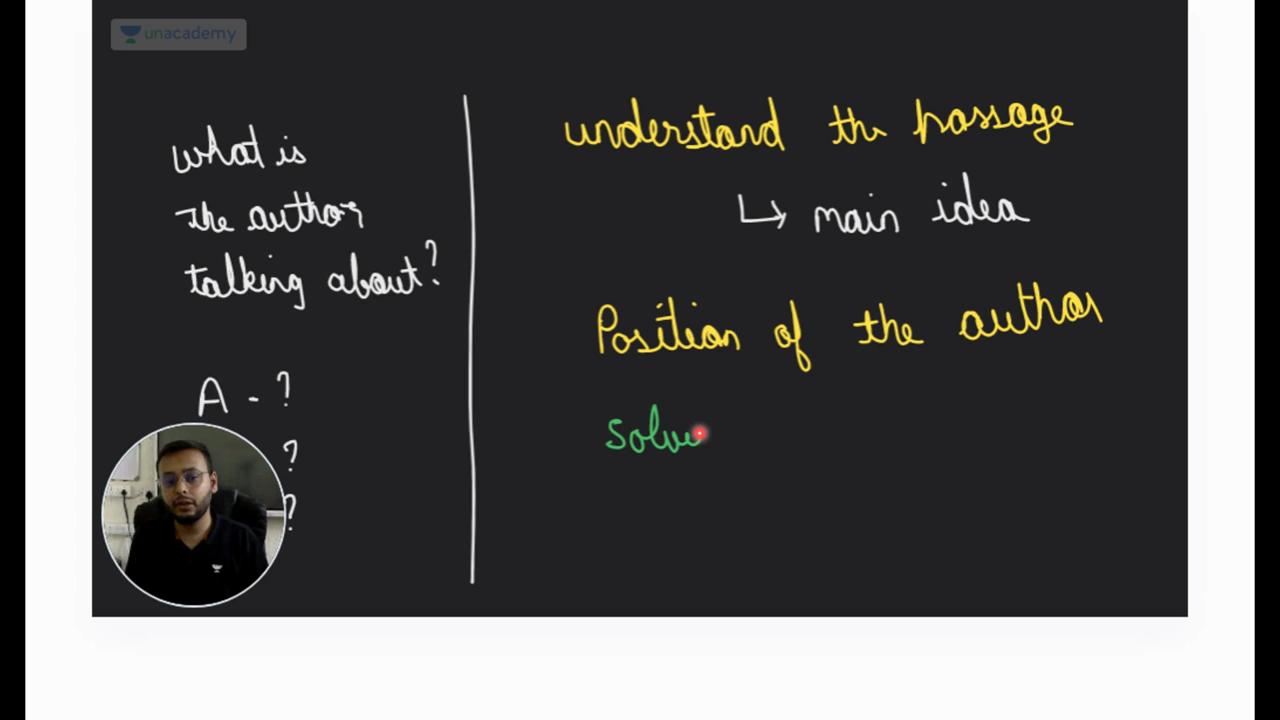 unacademy
what is
the author
talking about?
A - ?
?
?
understand the passage
↳ main idea
Position of the author
Solve